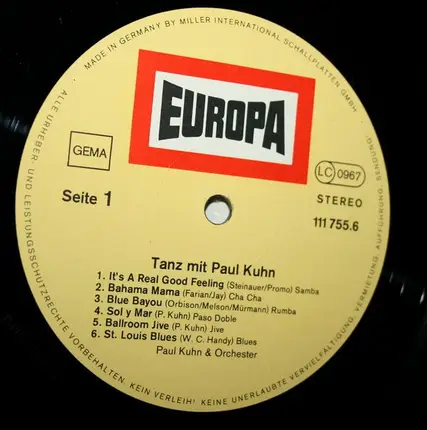 MADE IN GERMANY BY MILLER INTERNATIONAL SCHALLPLATTEN GMBH
EUROPA
GEMA
LC 0967
Seite 1
STEREO
111 755.6
Tanz mit Paul Kuhn
1. It's A Real Good Feeling (Steinauer/Promo) Samba
2. Bahama Mama (Farian/Jay) Cha Cha
3. Blue Bayou (Orbison/Melson/Mürmann) Rumba
4. Sol y Mar (P. Kuhn) Paso Doble
5. Ballroom Jive (P. Kuhn) Jive
6. St. Louis Blues (W. C. Handy) Blues
Paul Kuhn & Orchester
ALLE URHEBER- UND LEISTUNGSSCHUTZRECHTE VORBEHALTEN. KEIN VERLEIH! KEINE UNERLAUBTE VERVIELFÄLTIGUNG, VERMIETUNG, AUFFÜHRUNG, SENDUNG.